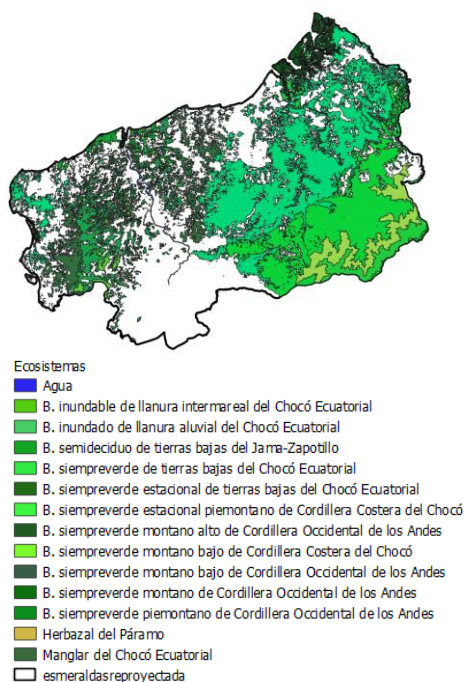 Ecosistemas
Agua
B. inundable de llanura intermareal del Chocó Ecuatorial
B. inundado de llanura aluvial del Chocó Ecuatorial
B. semideciduo de tierras bajas del Jama-Zapotillo
B. siempreverde de tierras bajas del Chocó Ecuatorial
B. siempreverde estacional de tierras bajas del Chocó Ecuatorial
B. siempreverde estacional piemontano de Cordillera Costera del Chocó
B. siempreverde montano alto de Cordillera Occidental de los Andes
B. siempreverde montano bajo de Cordillera Costera del Chocó
B. siempreverde montano bajo de Cordillera Occidental de los Andes
B. siempreverde montano de Cordillera Occidental de los Andes
B. siempreverde piemontano de Cordillera Occidental de los Andes
Herbazal del Páramo
Manglar del Chocó Ecuatorial
esmeraldasreproyectada